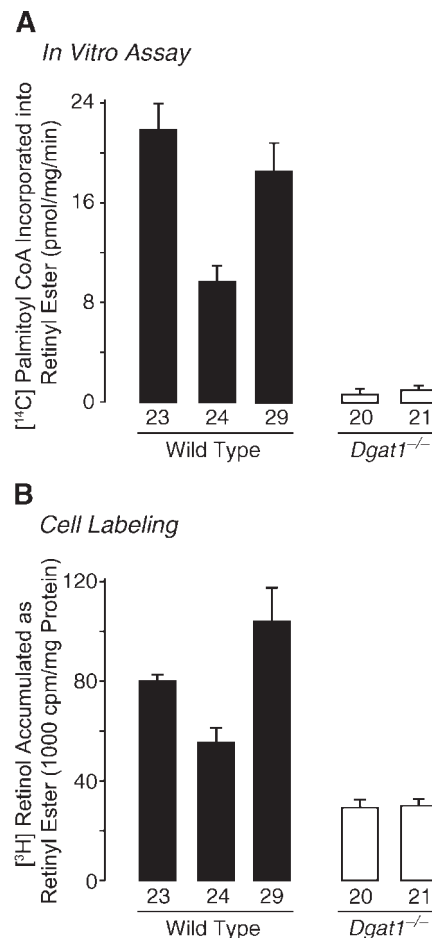 A
In Vitro Assay
[¹⁴C] Palmitoyl CoA Incorporated into
Retinyl Ester (pmol/mg/min)
24
16
8
0
23 24 29 20 21
Wild Type Dgat1⁻/⁻
B
Cell Labeling
[³H] Retinol Accumulated as
Retinyl Ester (1000 cpm/mg Protein)
120
80
40
0
23 24 29 20 21
Wild Type Dgat1⁻/⁻